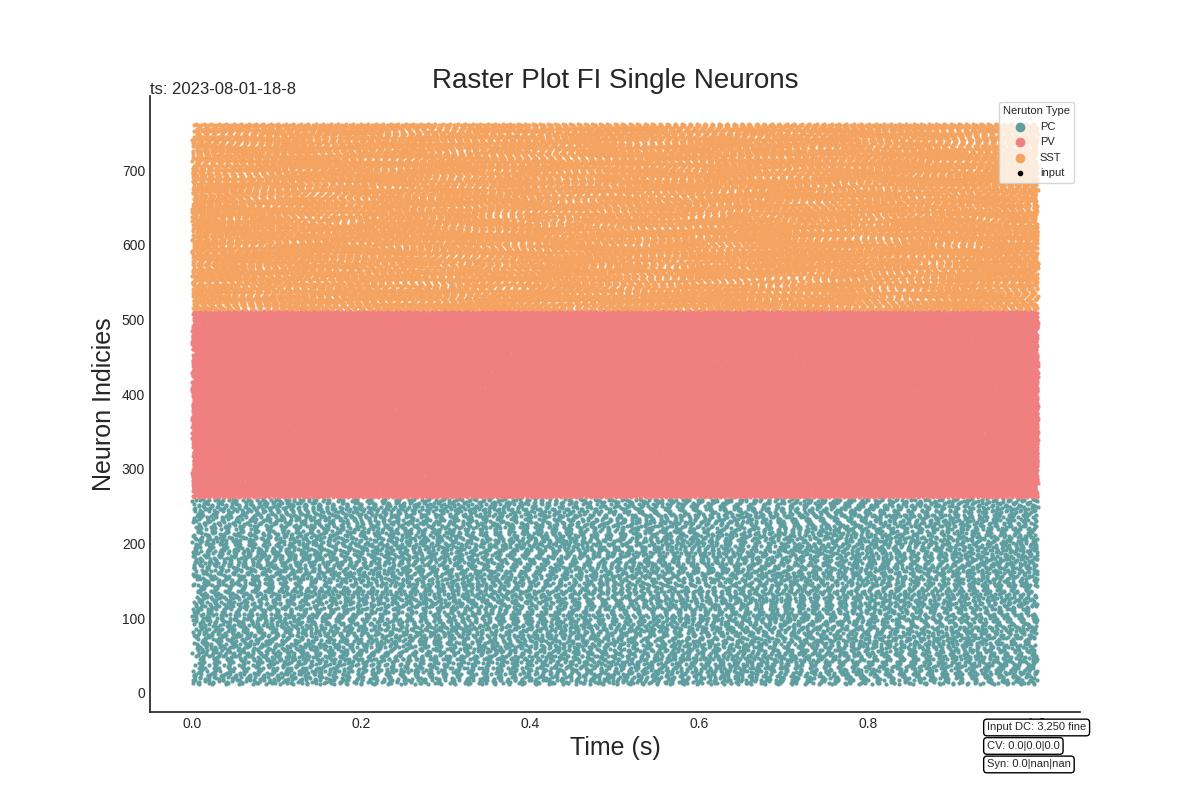 Raster Plot FI Single Neurons
ts: 2023-08-01-18-8
Neruton Type
PC
PV
SST
input
Neuron Indicies
700
600
500
400
300
200
100
0
0.0 0.2 0.4 0.6 0.8
Time (s)
Input DC: 3,250 fine
CV: 0.0|0.0|0.0
Syn: 0.0|nan|nan